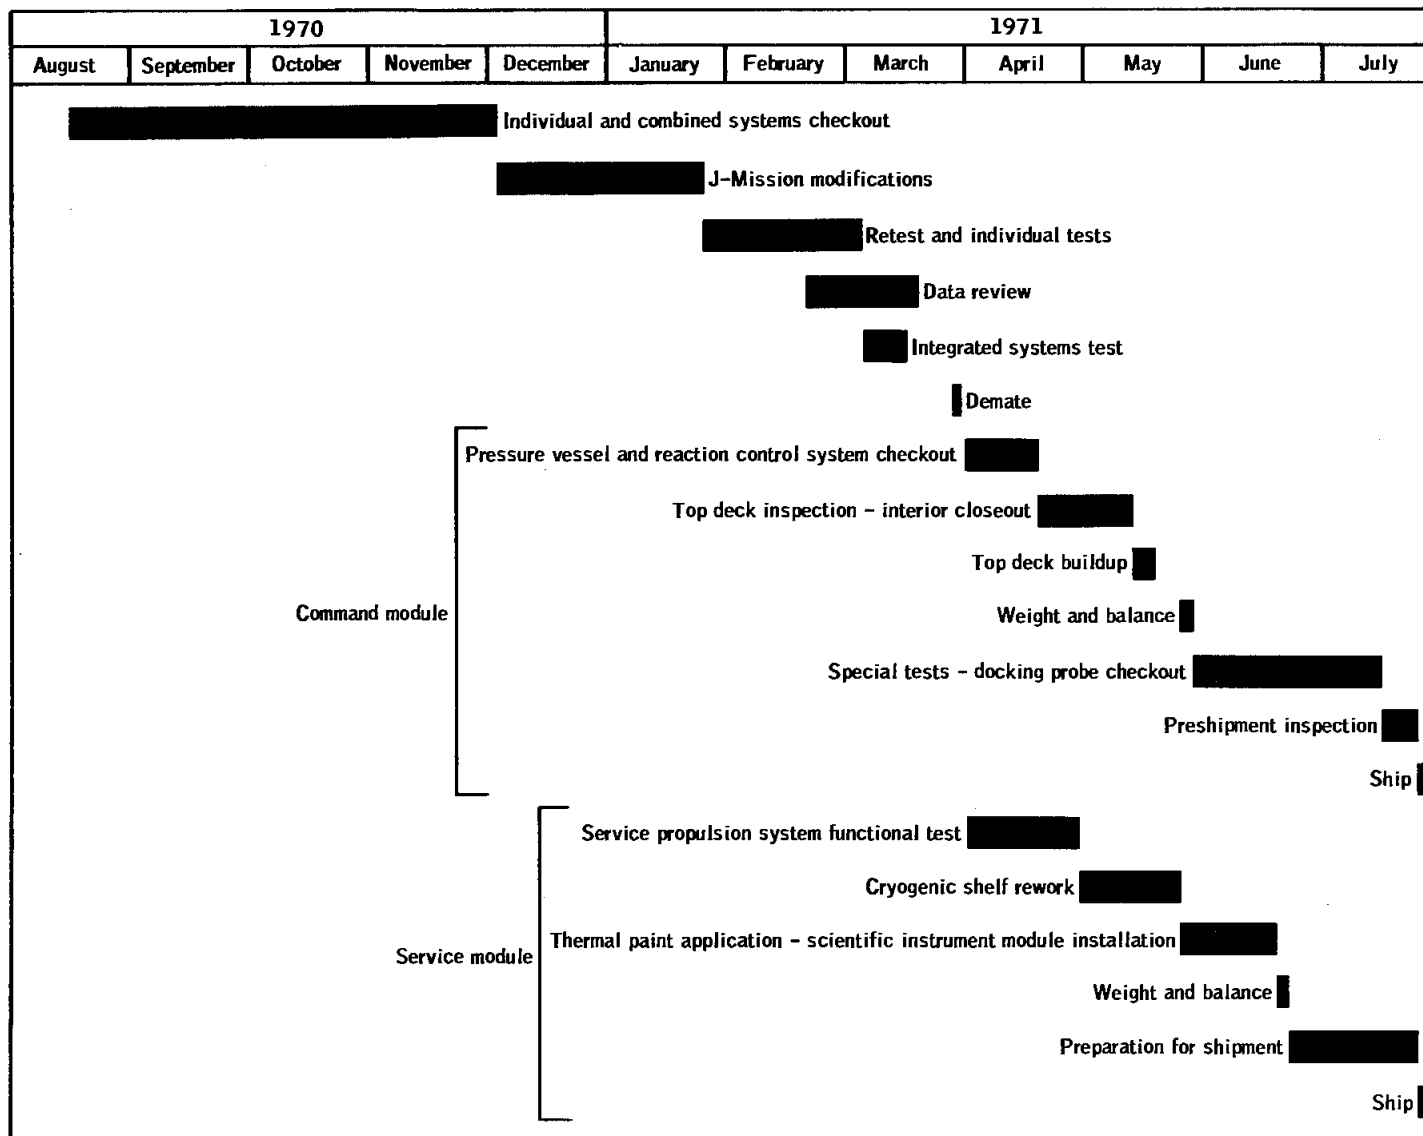 1970 1971
August September October November December January February March April May June July
Individual and combined systems checkout
J-Mission modifications
Retest and individual tests
Data review
Integrated systems test
Demate
Pressure vessel and reaction control system checkout
Top deck inspection - interior closeout
Top deck buildup
Command module
Weight and balance
Special tests - docking probe checkout
Preshipment inspection
Ship
Service propulsion system functional test
Cryogenic shelf rework
Thermal paint application - scientific instrument module installation
Service module
Weight and balance
Preparation for shipment
Ship